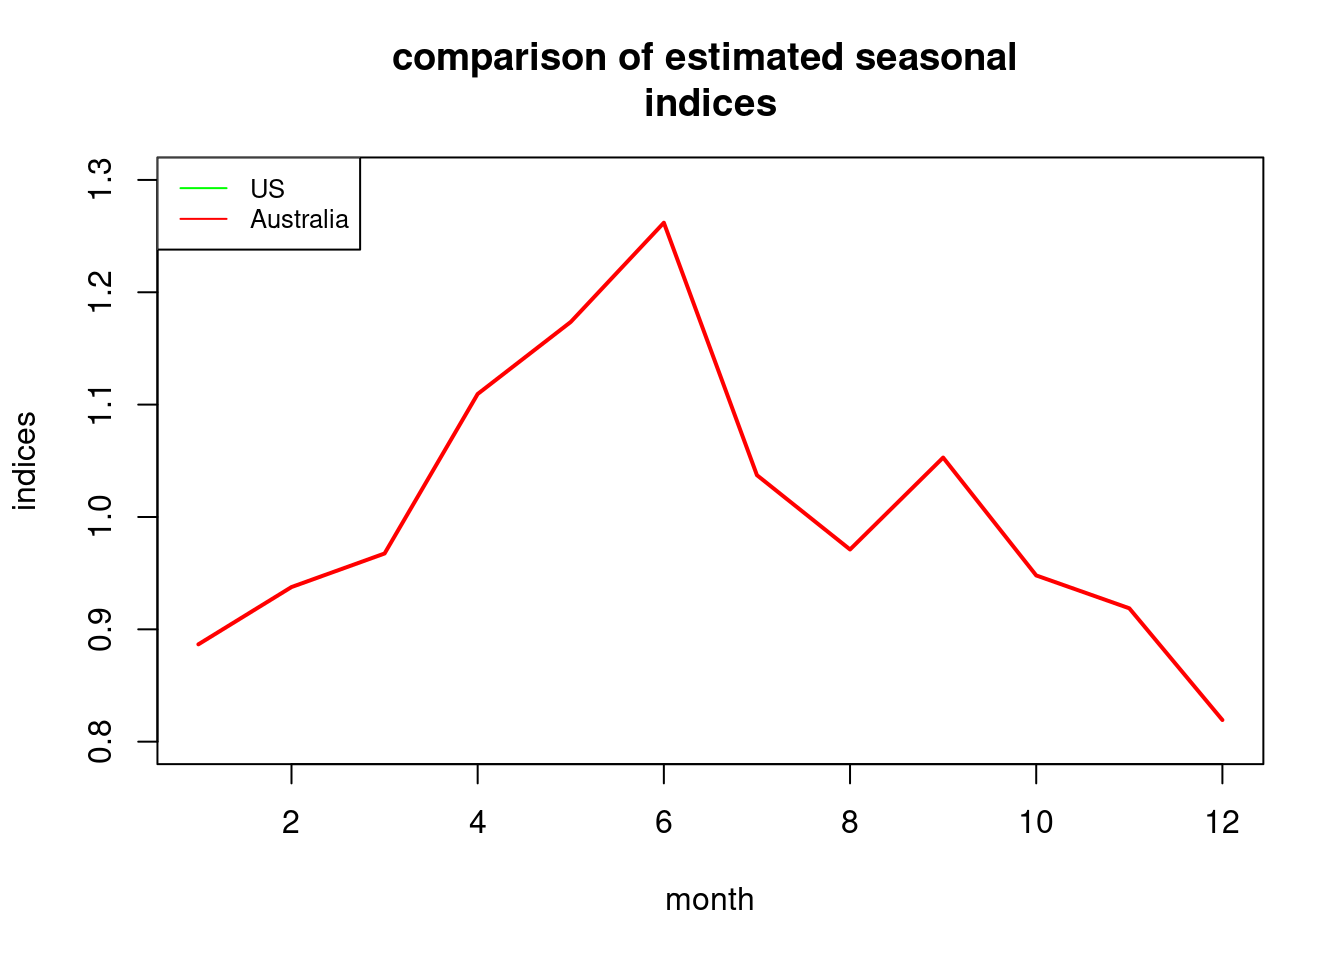 comparison of estimated seasonal
indices
US
Australia
indices
1.3
1.2
1.1
1.0
0.9
0.8
2 4 6 8 10 12
month